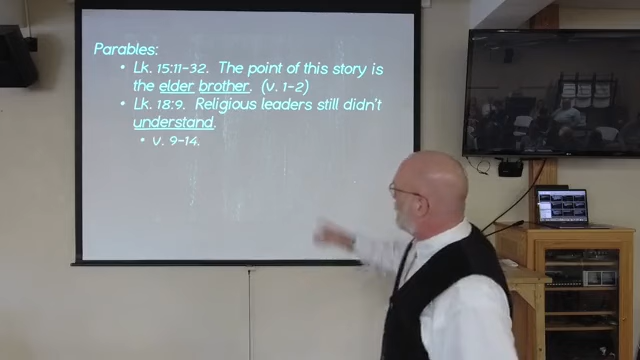 Parables:
• Lk. 15:11-32. The point of this story is
the elder brother. (v. 1-2)
• Lk. 18:9. Religious leaders still didn't
understand.
• v. 9-14.